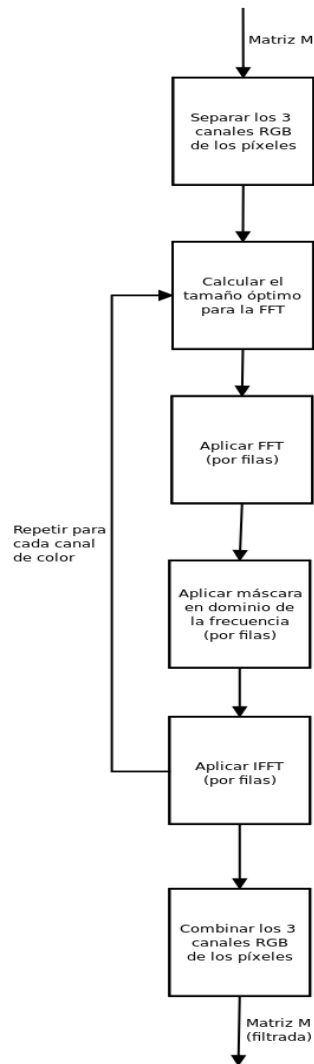 Matriz M
Separar los 3
canales RGB
de los píxeles
Calcular el
tamaño óptimo
para la FFT
Aplicar FFT
(por filas)
Repetir para
cada canal
de color
Aplicar máscara
en dominio de
la frecuencia
(por filas)
Aplicar IFFT
(por filas)
Combinar los 3
canales RGB
de los píxeles
Matriz M
(filtrada)